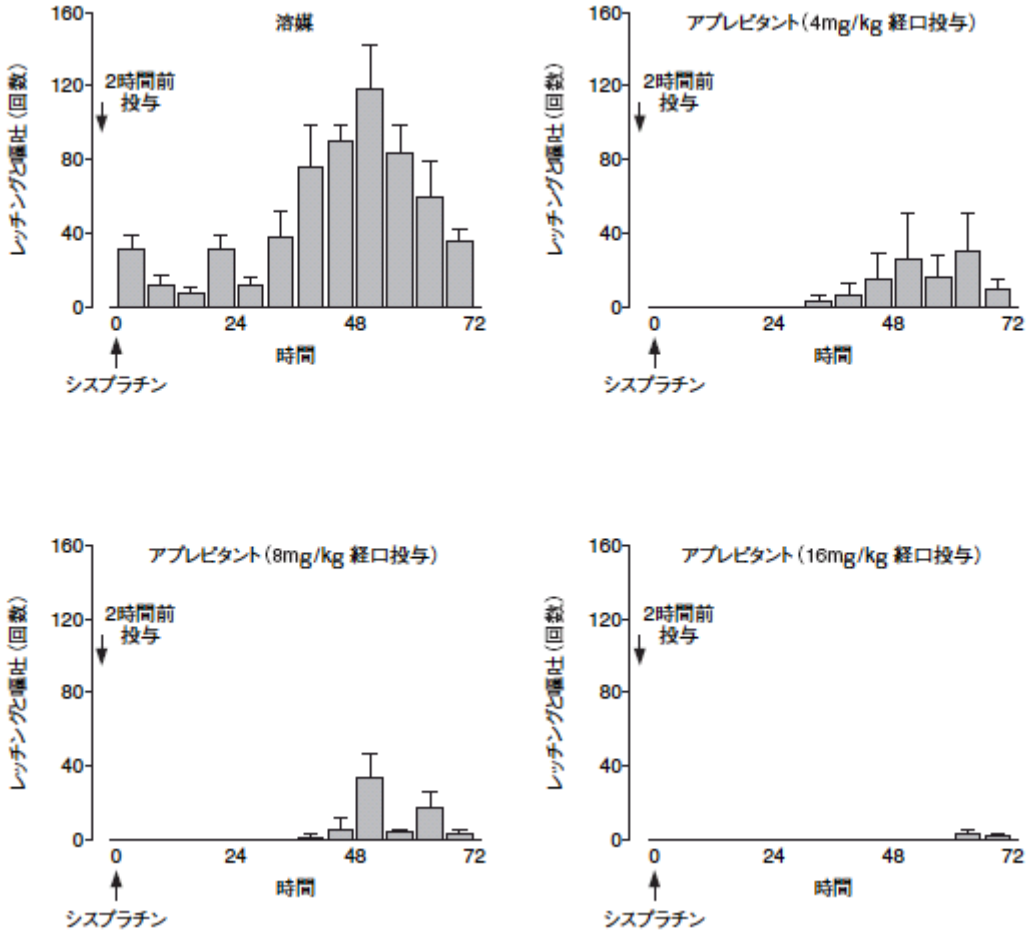 溶媒
レッチングと嘔吐（回数）
160
120
80
40
0
2時間前
投与
0 24 48 72
時間
シスプラチン
アプレピタント（4mg/kg 経口投与）
レッチングと嘔吐（回数）
160
120
80
40
0
2時間前
投与
0 24 48 72
時間
シスプラチン
アプレピタント（8mg/kg 経口投与）
レッチングと嘔吐（回数）
160
120
80
40
0
2時間前
投与
0 24 48 72
時間
シスプラチン
アプレピタント（16mg/kg 経口投与）
レッチングと嘔吐（回数）
160
120
80
40
0
2時間前
投与
0 24 48 72
時間
シスプラチン